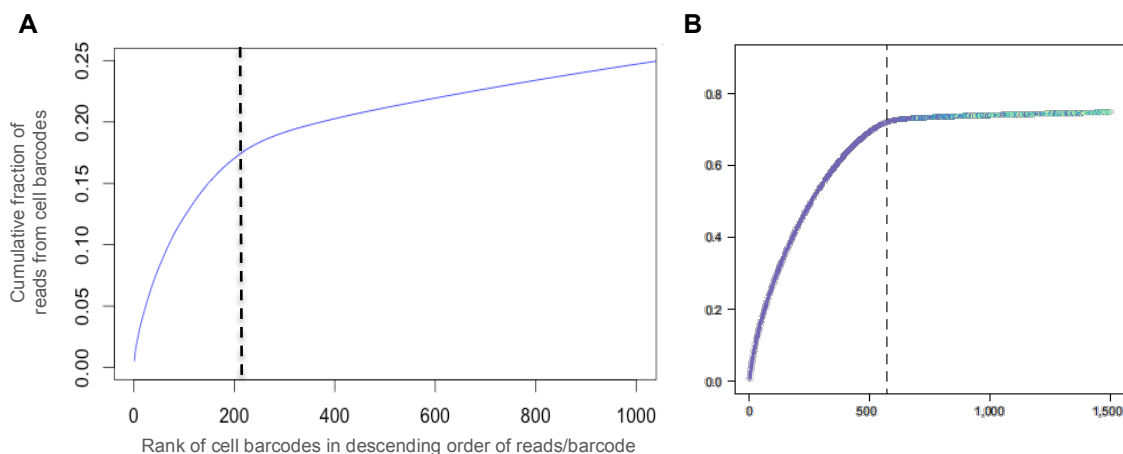 A
B
Cumulative fraction of
reads from cell barcodes
0.25
0.20
0.15
0.10
0.05
0.00
0 200 400 600 800 1000
Rank of cell barcodes in descending order of reads/barcode
0.8
0.6
0.4
0.2
0.0
0 500 1,000 1,500